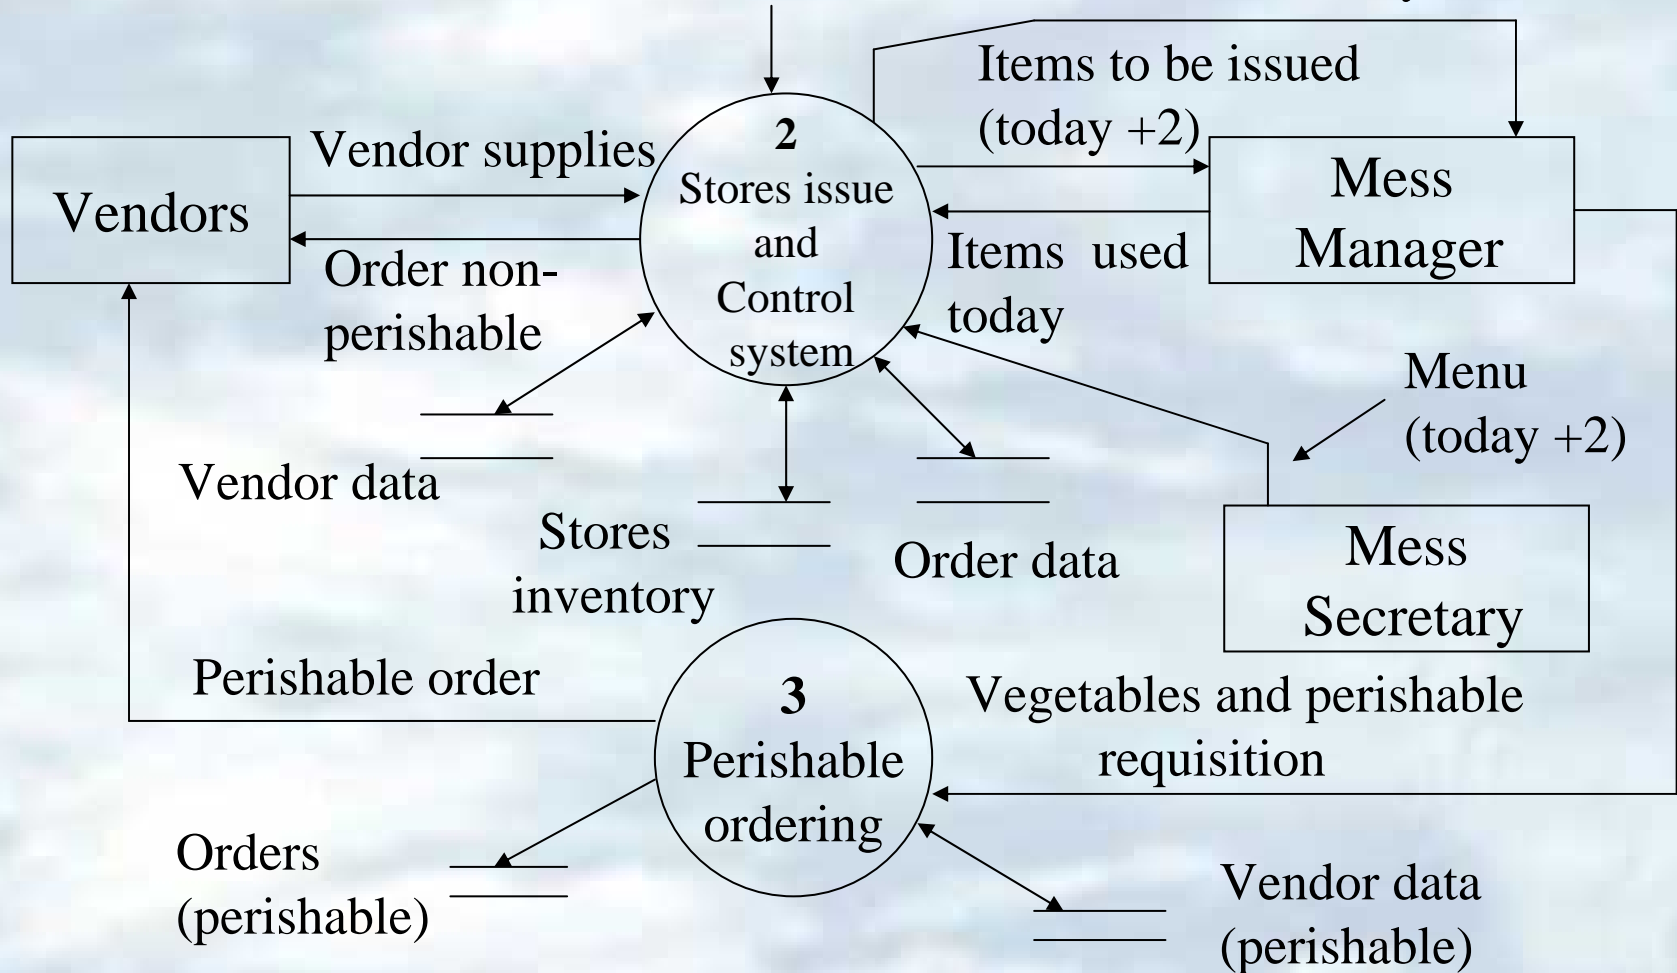 Items to be issued
(today +2)
2
Stores issue
and
Control
system
Vendor supplies
Vendors
Order non-
perishable
Mess
Manager
Items used
today
Menu
(today +2)
Vendor data
Stores
inventory
Order data
Mess
Secretary
Perishable order
3
Perishable
ordering
Vegetables and perishable
requisition
Orders
(perishable)
Vendor data
(perishable)